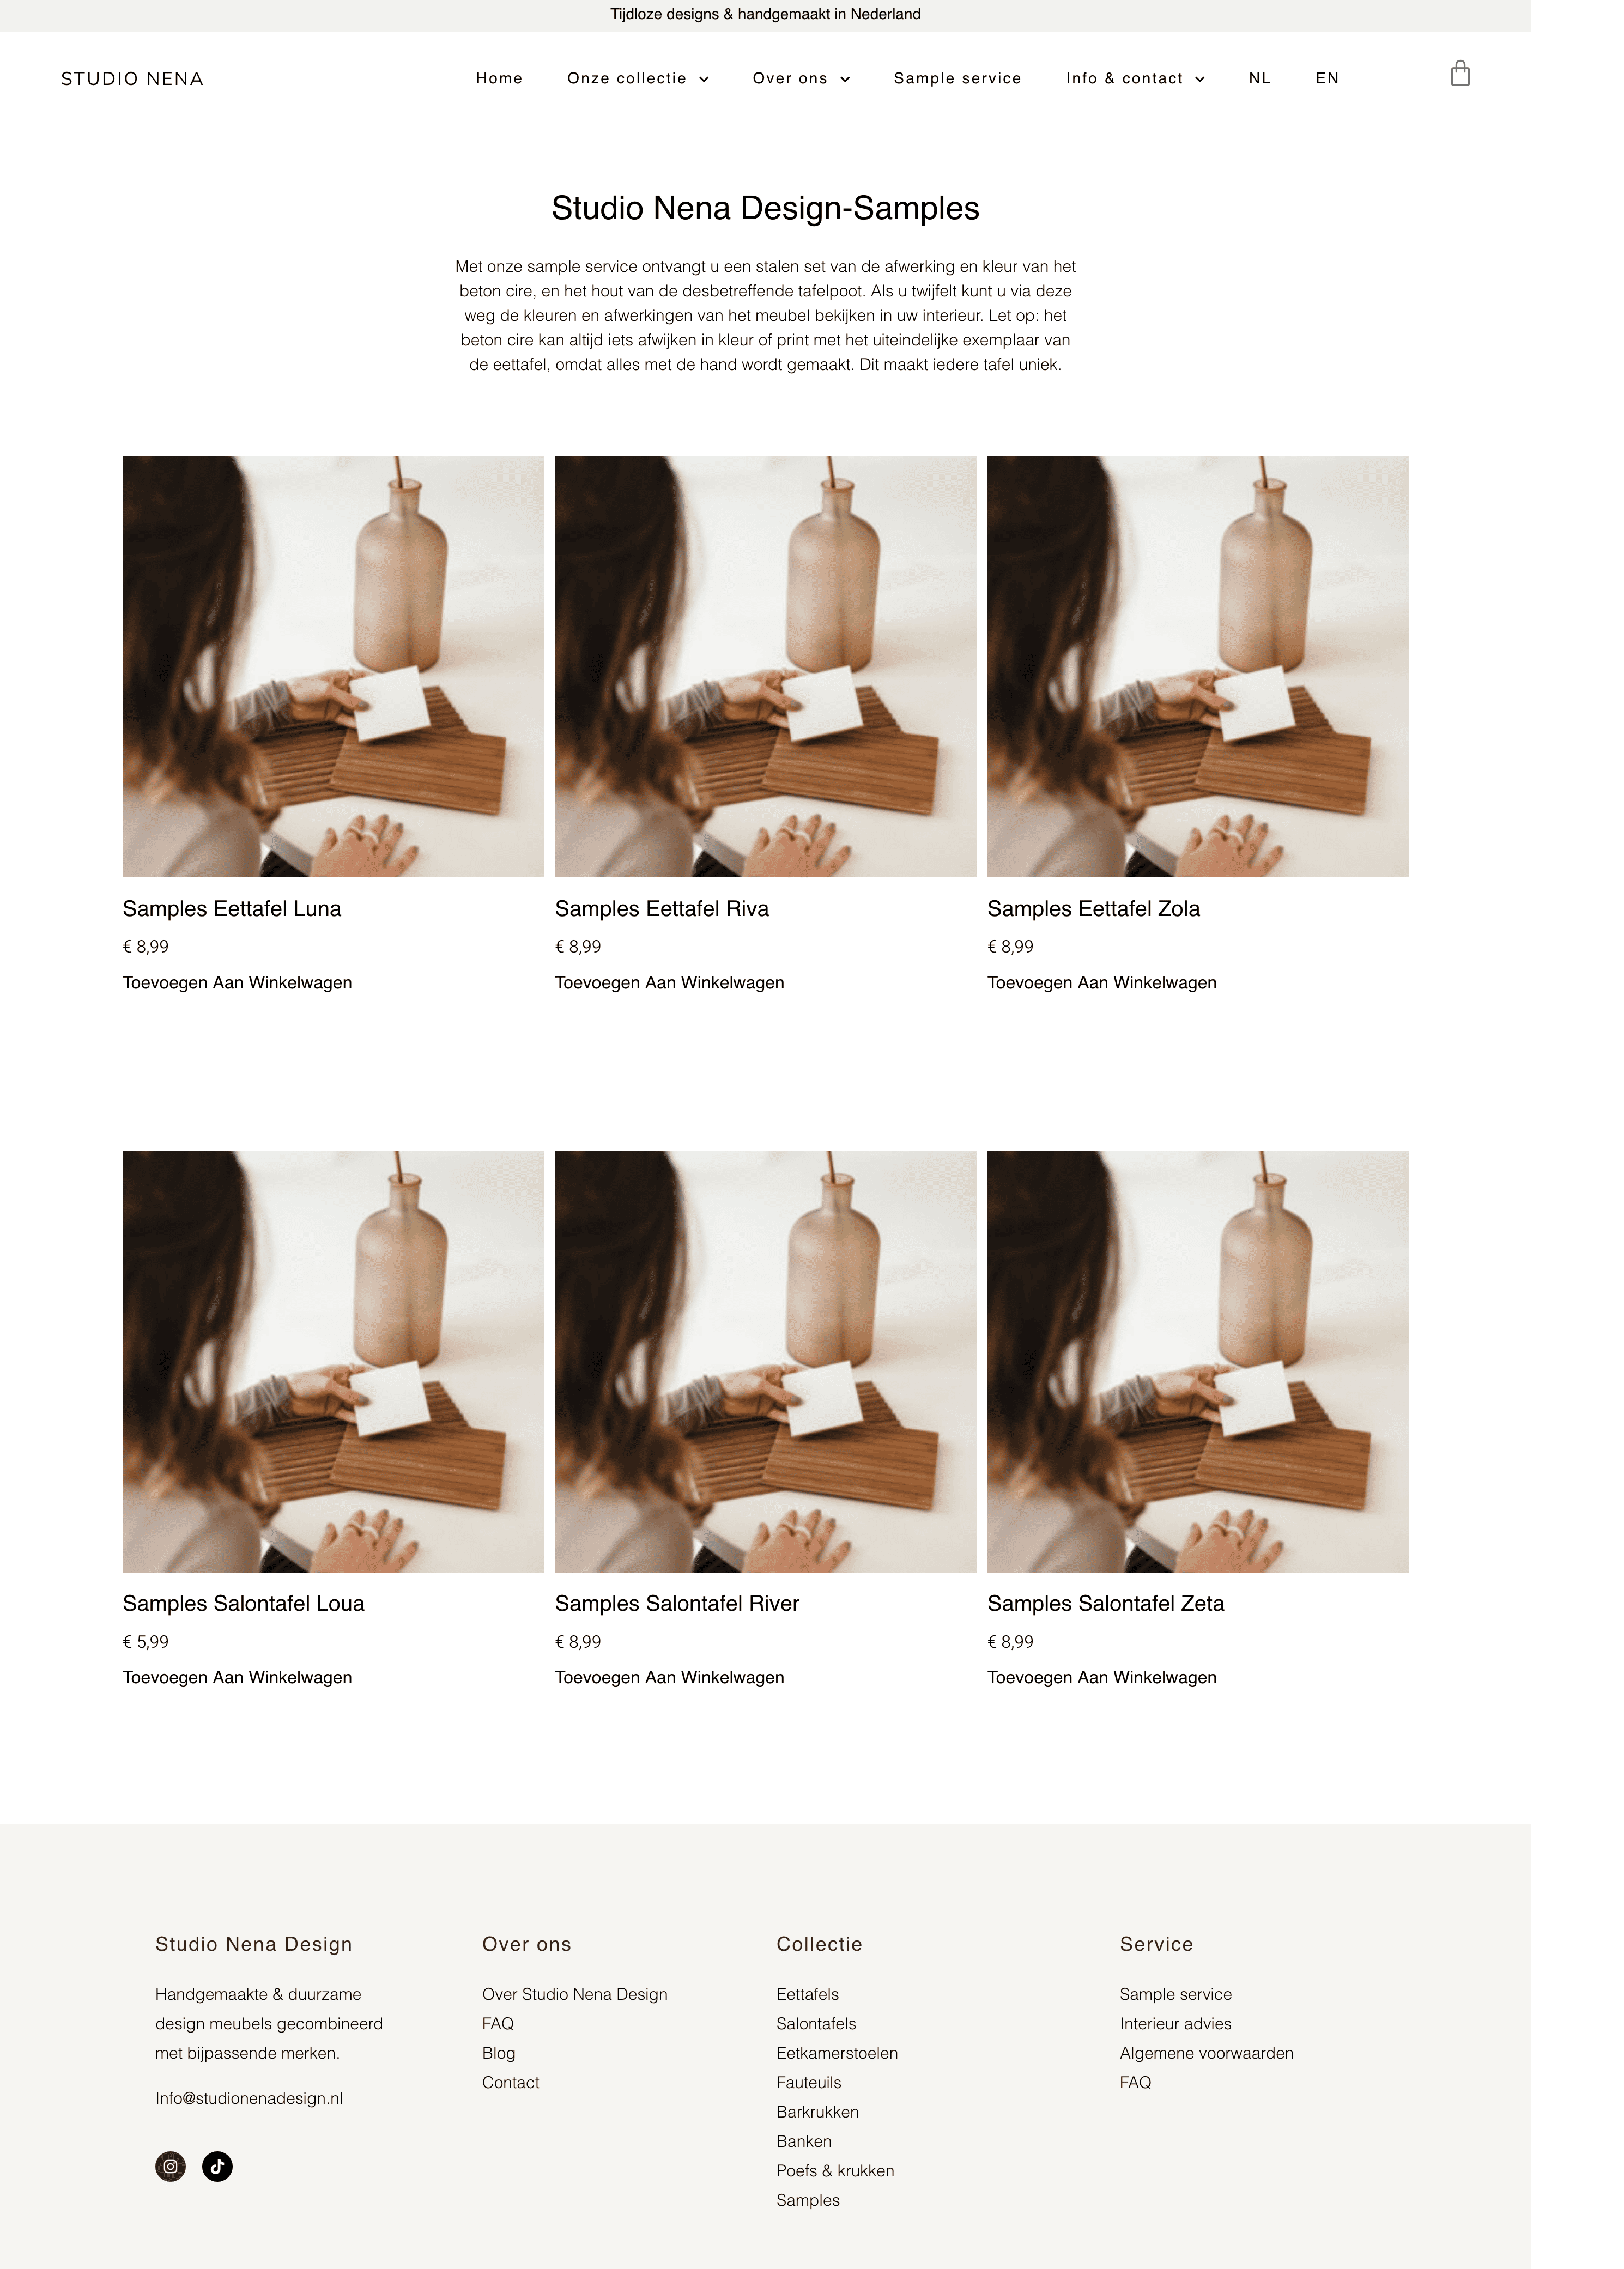 Tijdloze designs & handgemaakt in Nederland
STUDIO NENA
Home
Onze collectie
Over ons
Sample service
Info & contact
NL
EN
Studio Nena Design-Samples
Met onze sample service ontvangt u een stalen set van de afwerking en kleur van het
beton cire, en het hout van de desbetreffende tafelpoot. Als u twijfelt kunt u via deze
weg de kleuren en afwerkingen van het meubel bekijken in uw interieur. Let op: het
beton cire kan altijd iets afwijken in kleur of print met het uiteindelijke exemplaar van
de eettafel, omdat alles met de hand wordt gemaakt. Dit maakt iedere tafel uniek.
Samples Eettafel Luna
€ 8,99
Toevoegen Aan Winkelwagen
Samples Eettafel Riva
€ 8,99
Toevoegen Aan Winkelwagen
Samples Eettafel Zola
€ 8,99
Toevoegen Aan Winkelwagen
Samples Salontafel Loua
€ 5,99
Toevoegen Aan Winkelwagen
Samples Salontafel River
€ 8,99
Toevoegen Aan Winkelwagen
Samples Salontafel Zeta
€ 8,99
Toevoegen Aan Winkelwagen
Studio Nena Design
Handgemaakte & duurzame
design meubels gecombineerd
met bijpassende merken.
Info@studionenadesign.nl
Over ons
Over Studio Nena Design
FAQ
Blog
Contact
Collectie
Eettafels
Salontafels
Eetkamerstoelen
Fauteuils
Barkrukken
Banken
Poefs & krukken
Samples
Service
Sample service
Interieur advies
Algemene voorwaarden
FAQ